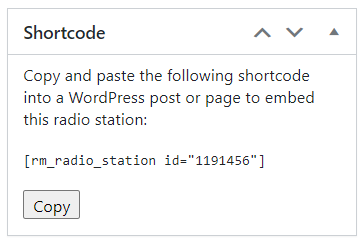 Shortcode
Copy and paste the following shortcode
into a WordPress post or page to embed
this radio station:
[rm_radio_station id="1191456"]
Copy